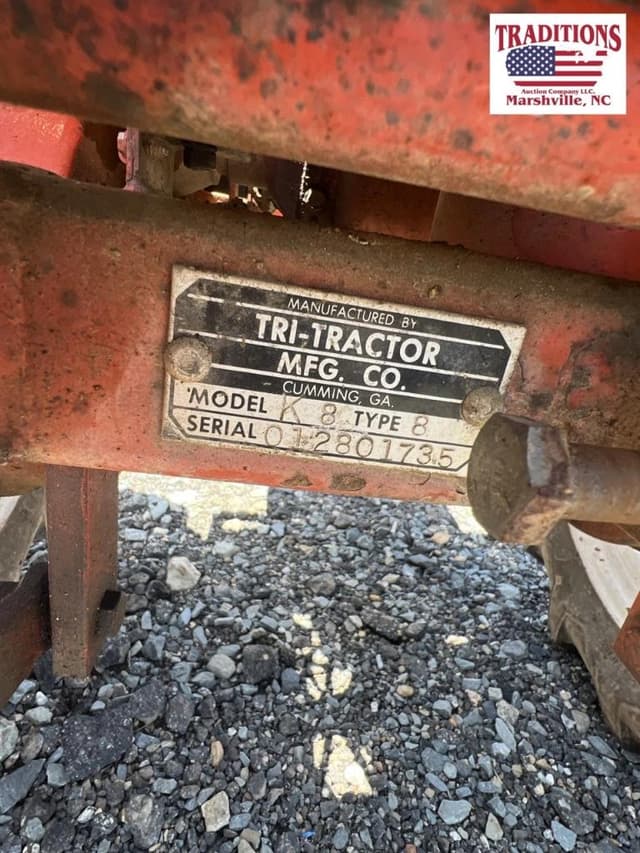 TRADITIONS
Auction Company LLC.
Marshville, NC
MANUFACTURED BY
TRI-TRACTOR
MFG. CO.
CUMMING, GA.
MODEL K 8 TYPE 8
SERIAL 012801735